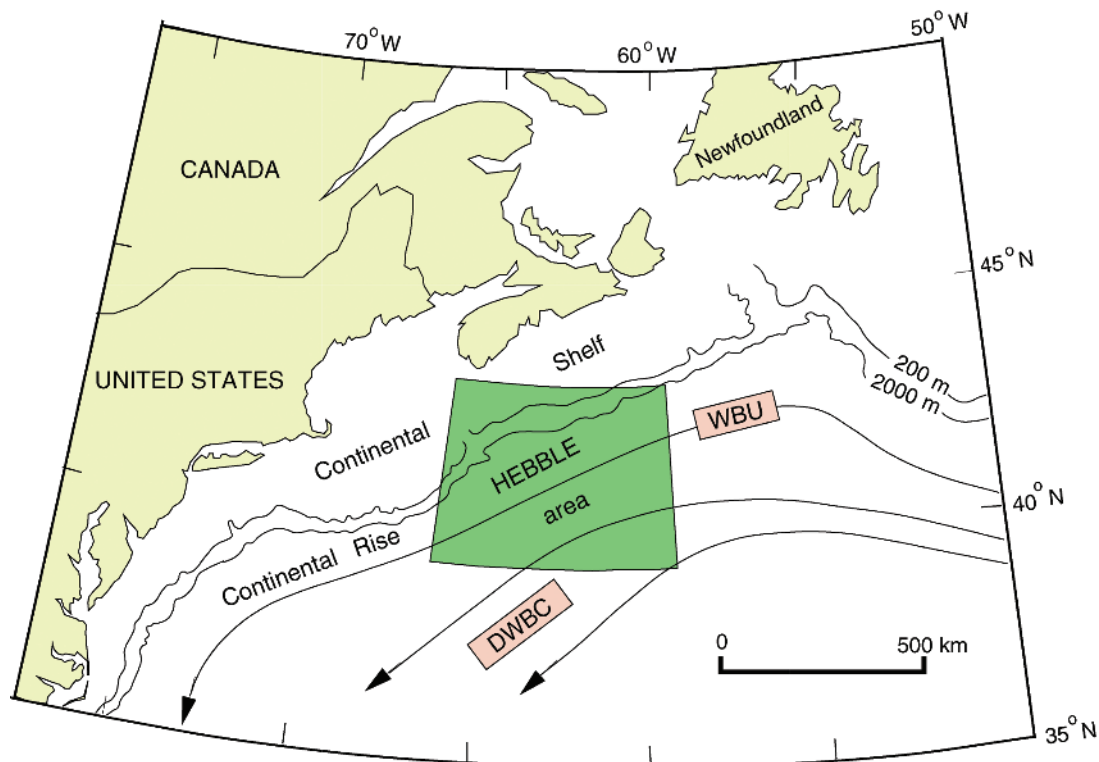 50°W
70°W
60°W
Newfoundland
CANADA
45°N
Shelf
200 m
2000 m
UNITED STATES
WBU
Continental
HEBBLE
area
40°N
Continental Rise
DWBC
0
500 km
35°N